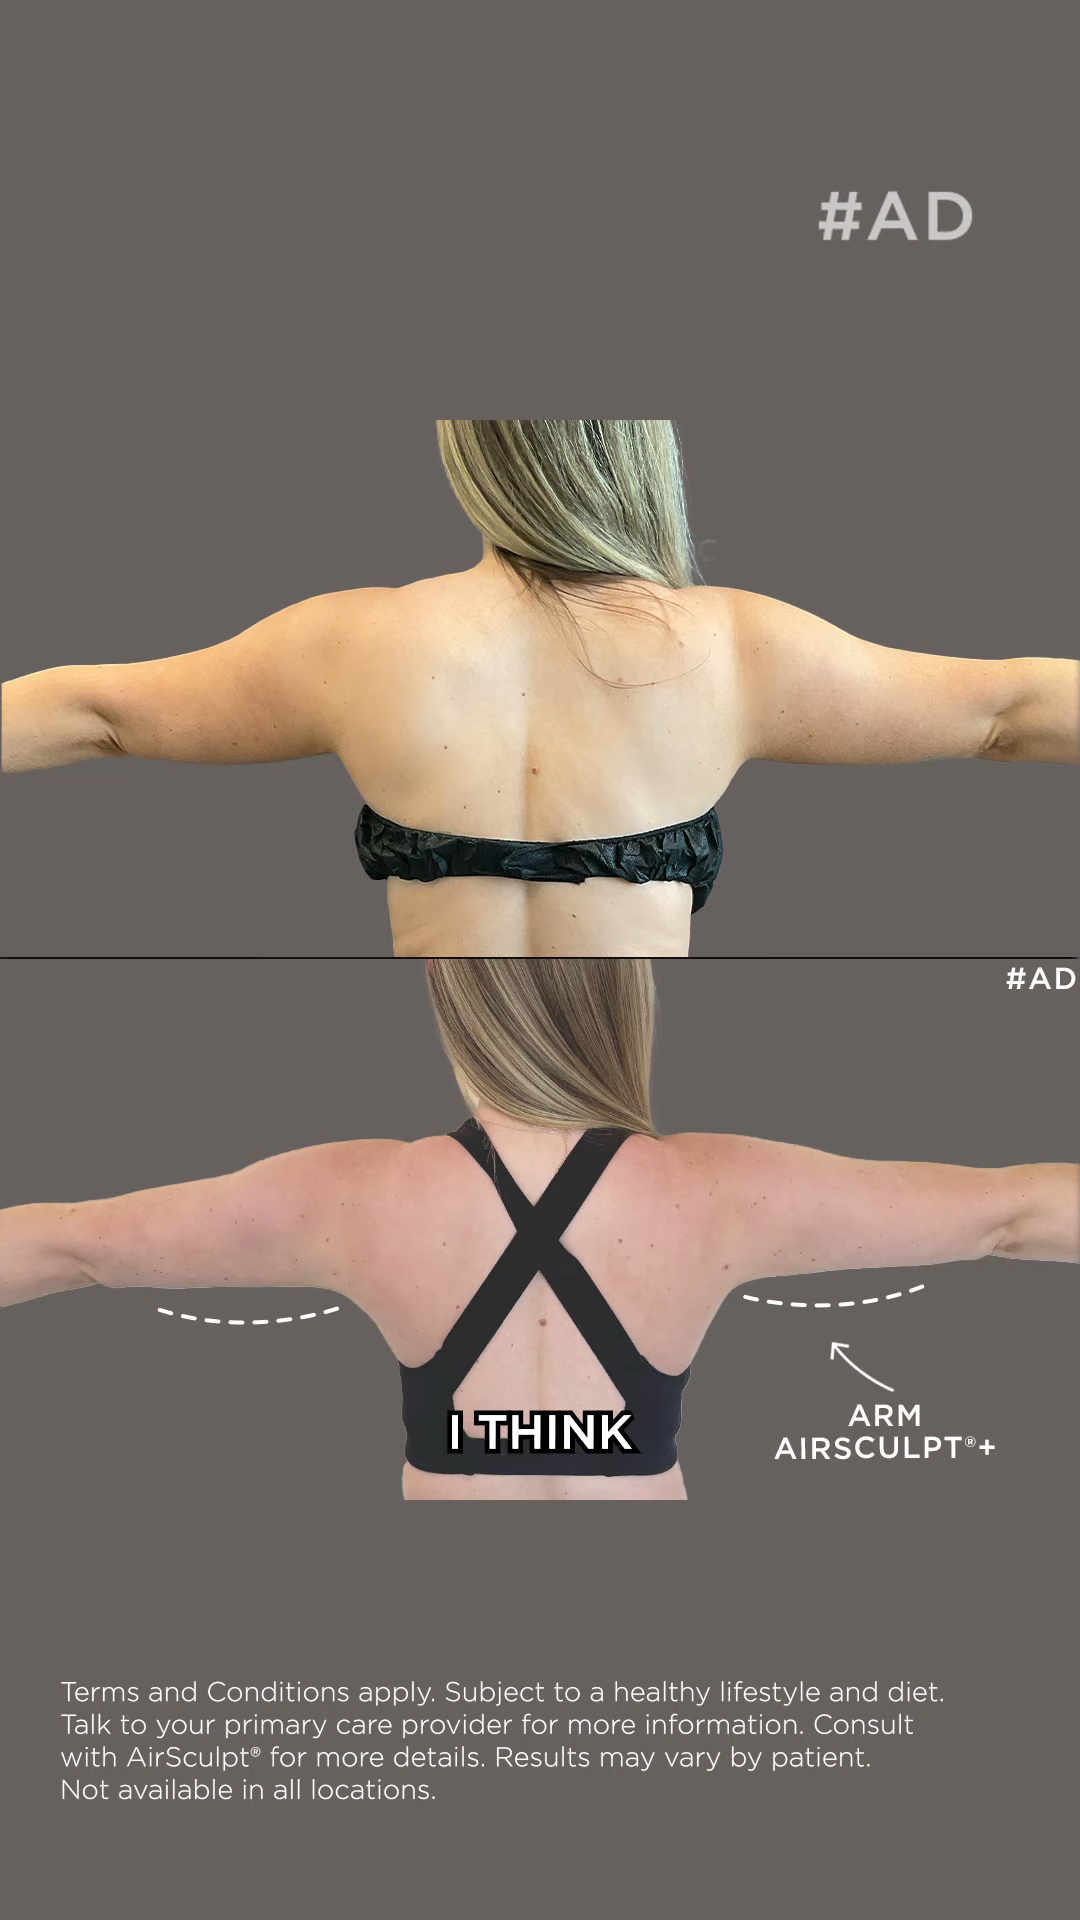 #AD
#AD
I THINK
ARM
AIRSCULPT®+
Terms and Conditions apply. Subject to a healthy lifestyle and diet.
Talk to your primary care provider for more information. Consult
with AirSculpt® for more details. Results may vary by patient.
Not available in all locations.